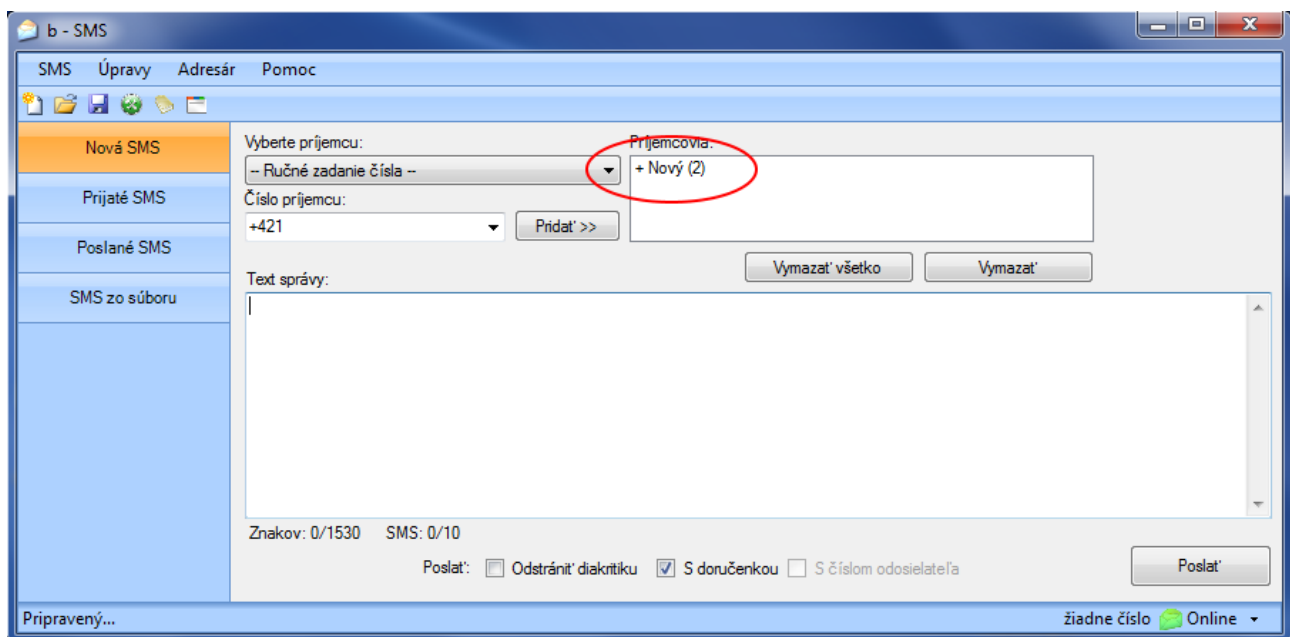 b - SMS
SMS Úpravy Adresár Pomoc
Nová SMS
Prijaté SMS
Poslané SMS
SMS zo súboru
Vyberte príjemcu:
-- Ručné zadanie čísla --
Číslo príjemcu:
+421
Pridať >>
Príjemcovia:
+ Nový (2)
Vymazať všetko Vymazať
Text správy:
Znakov: 0/1530 SMS: 0/10
Poslať: Odstrániť diakritiku S doručenkou S číslom odosielateľa
Poslať
Pripravený... žiadne číslo Online